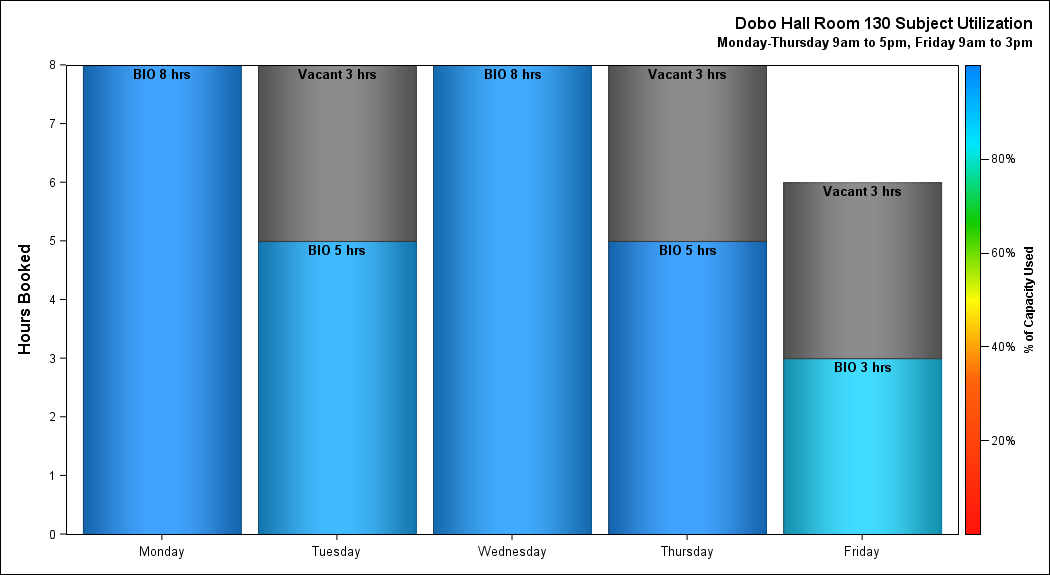 Dobo Hall Room 130 Subject Utilization
Monday-Thursday 9am to 5pm, Friday 9am to 3pm
Hours Booked
8
7
6
5
4
3
2
1
0
BIO 8 hrs
Vacant 3 hrs
BIO 5 hrs
BIO 8 hrs
Vacant 3 hrs
BIO 5 hrs
Vacant 3 hrs
BIO 3 hrs
Monday
Tuesday
Wednesday
Thursday
Friday
80%
60%
40%
20%
% of Capacity Used